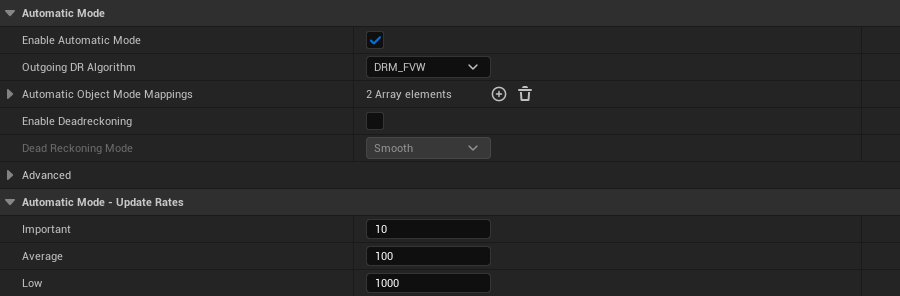 Automatic Mode
Enable Automatic Mode
Outgoing DR Algorithm DRM_FVW
Automatic Object Mode Mappings 2 Array elements
Enable Deadreckoning
Dead Reckoning Mode Smooth
Advanced
Automatic Mode - Update Rates
Important 10
Average 100
Low 1000